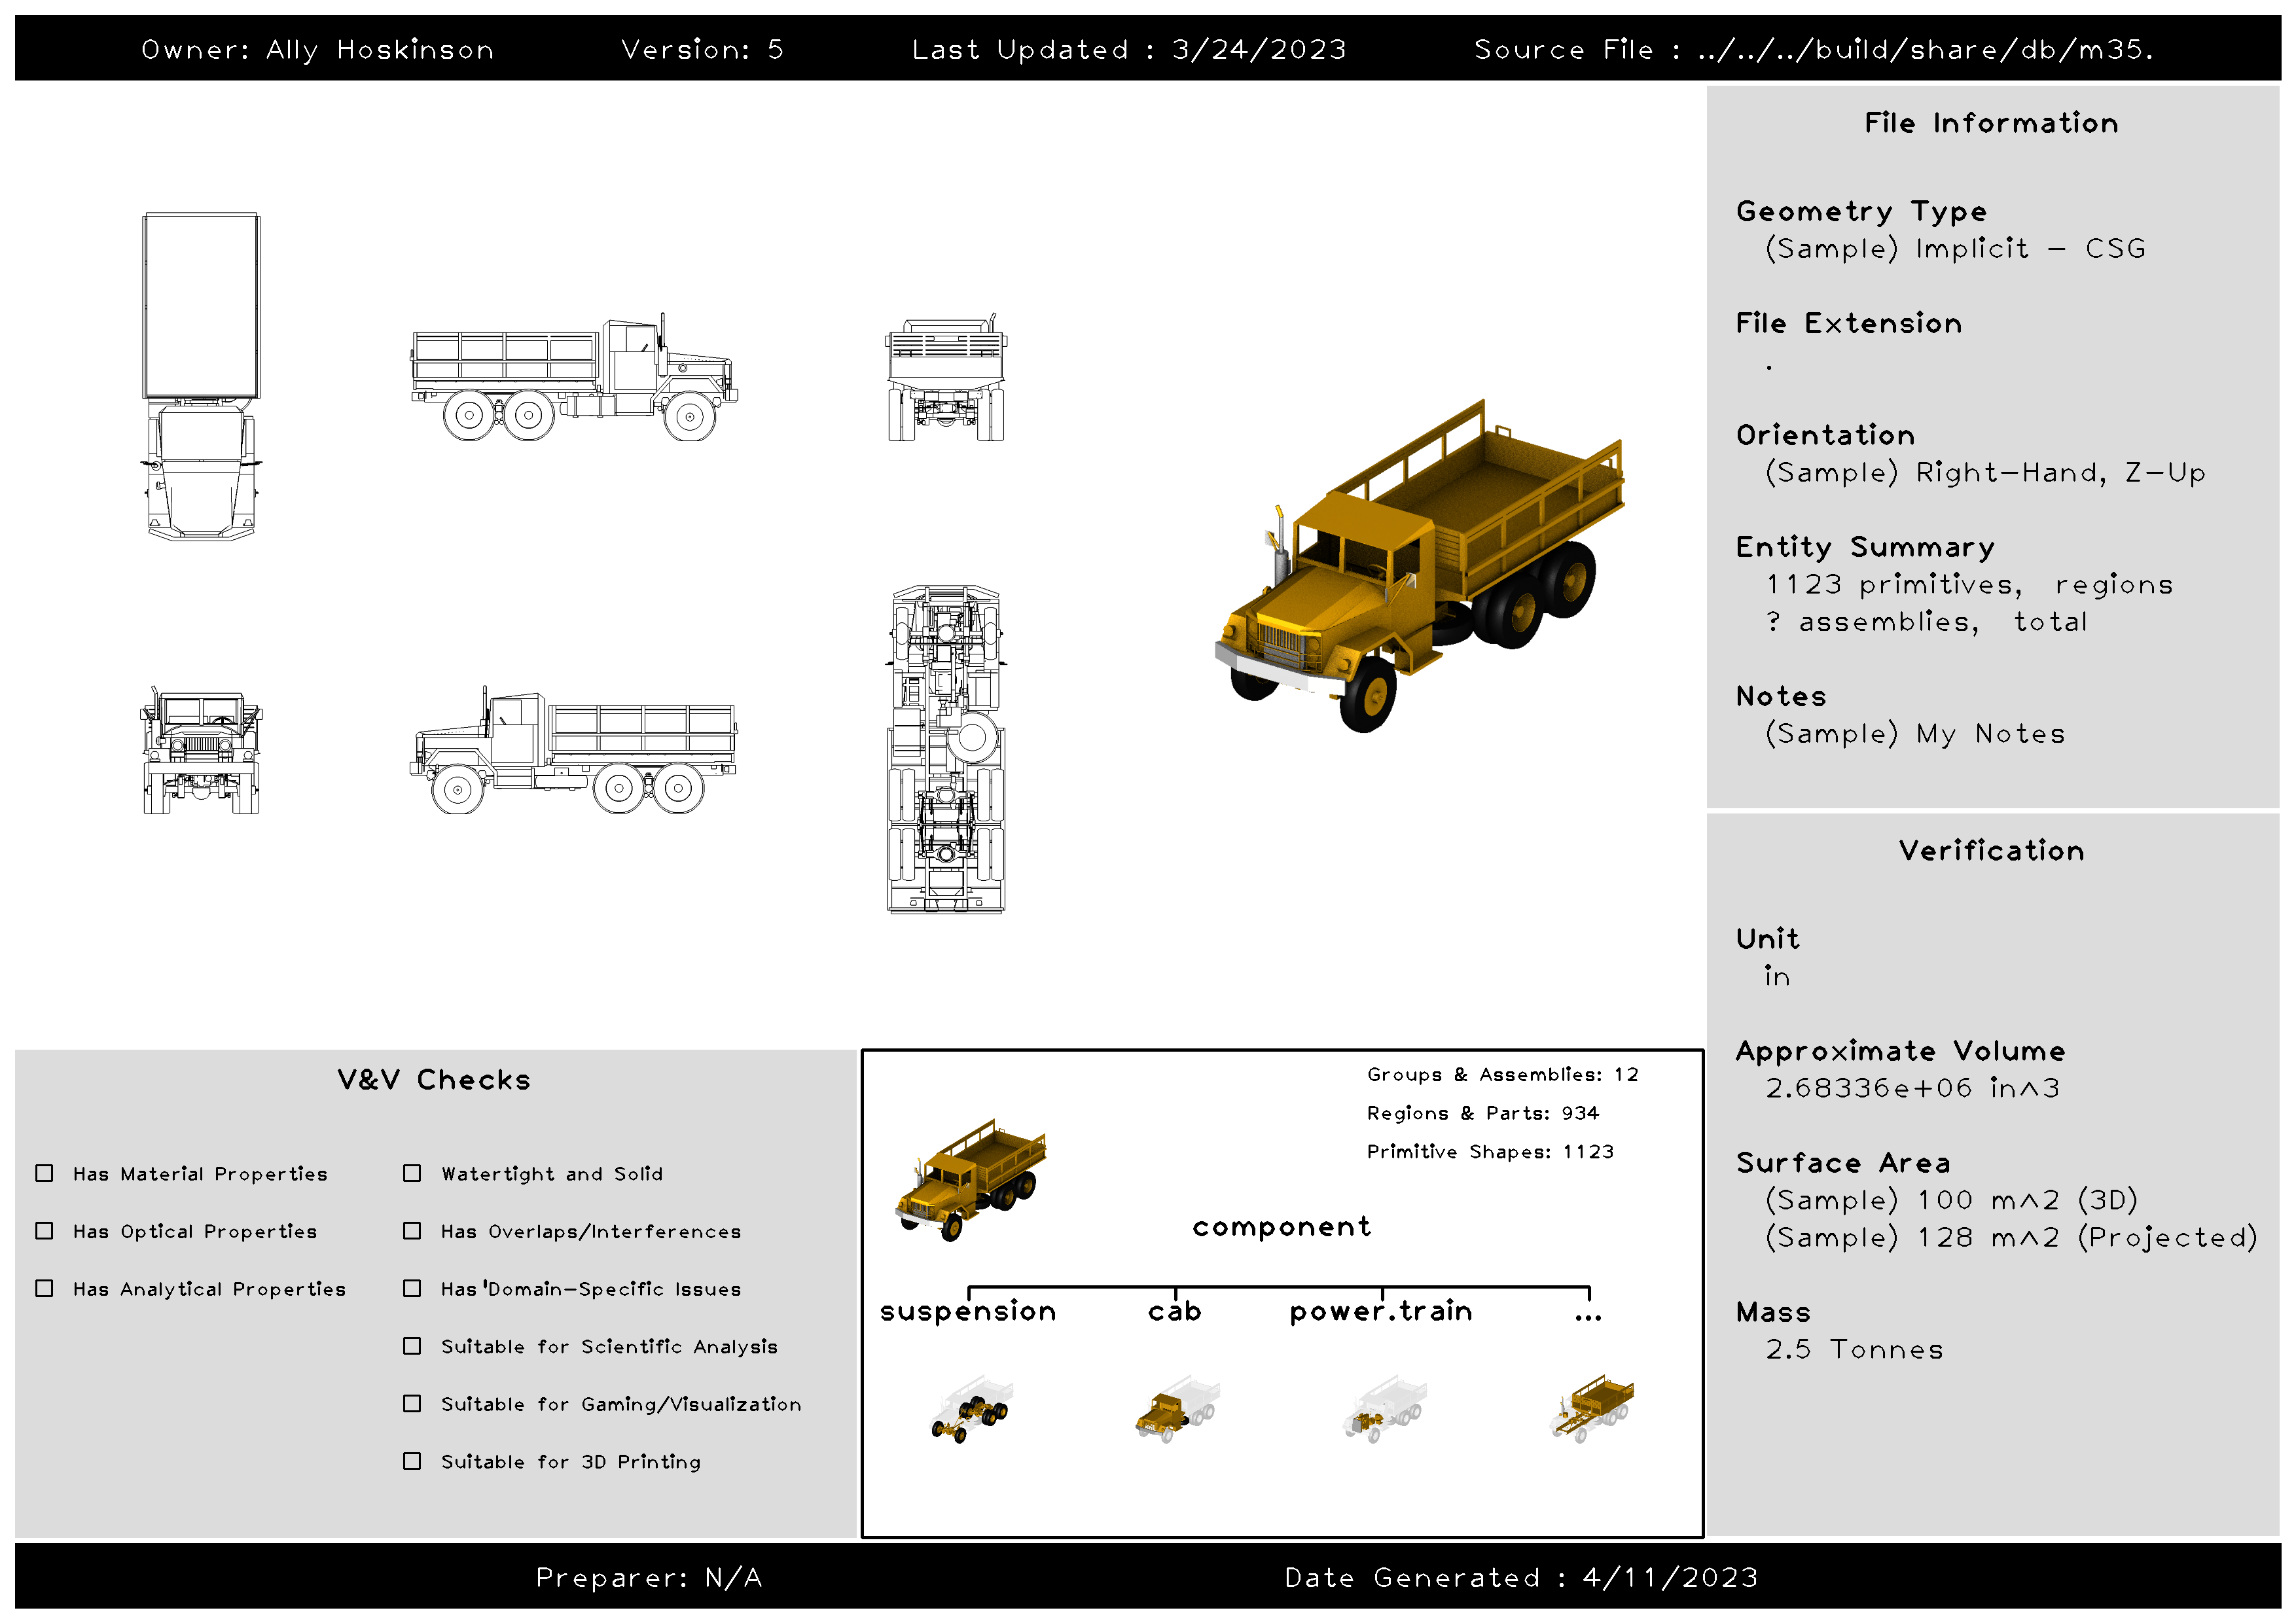 Owner: Ally Hoskinson Version: 5 Last Updated : 3/24/2023 Source File : ../../../build/share/db/m35.
File Information
Geometry Type
(Sample) Implicit - CSG
File Extension
.
Orientation
(Sample) Right-Hand, Z-Up
Entity Summary
1123 primitives, regions
? assemblies, total
Notes
(Sample) My Notes
Verification
Unit
in
Approximate Volume
2.68336e+06 in^3
Surface Area
(Sample) 100 m^2 (3D)
(Sample) 128 m^2 (Projected)
Mass
2.5 Tonnes
V&V Checks
Has Material Properties
Has Optical Properties
Has Analytical Properties
Watertight and Solid
Has Overlaps/Interferences
Has 'Domain-Specific Issues
Suitable for Scientific Analysis
Suitable for Gaming/Visualization
Suitable for 3D Printing
Groups & Assemblies: 12
Regions & Parts: 934
Primitive Shapes: 1123
component
suspension cab power.train ...
Preparer: N/A Date Generated : 4/11/2023